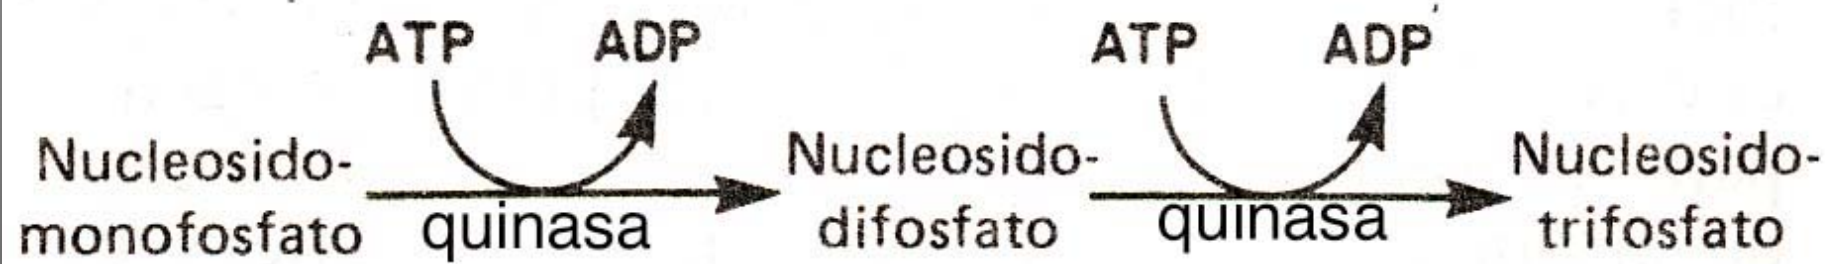 ATP ADP ATP ADP
Nucleosido- Nucleosido- Nucleosido-
monofosfato quinasa difosfato quinasa trifosfato